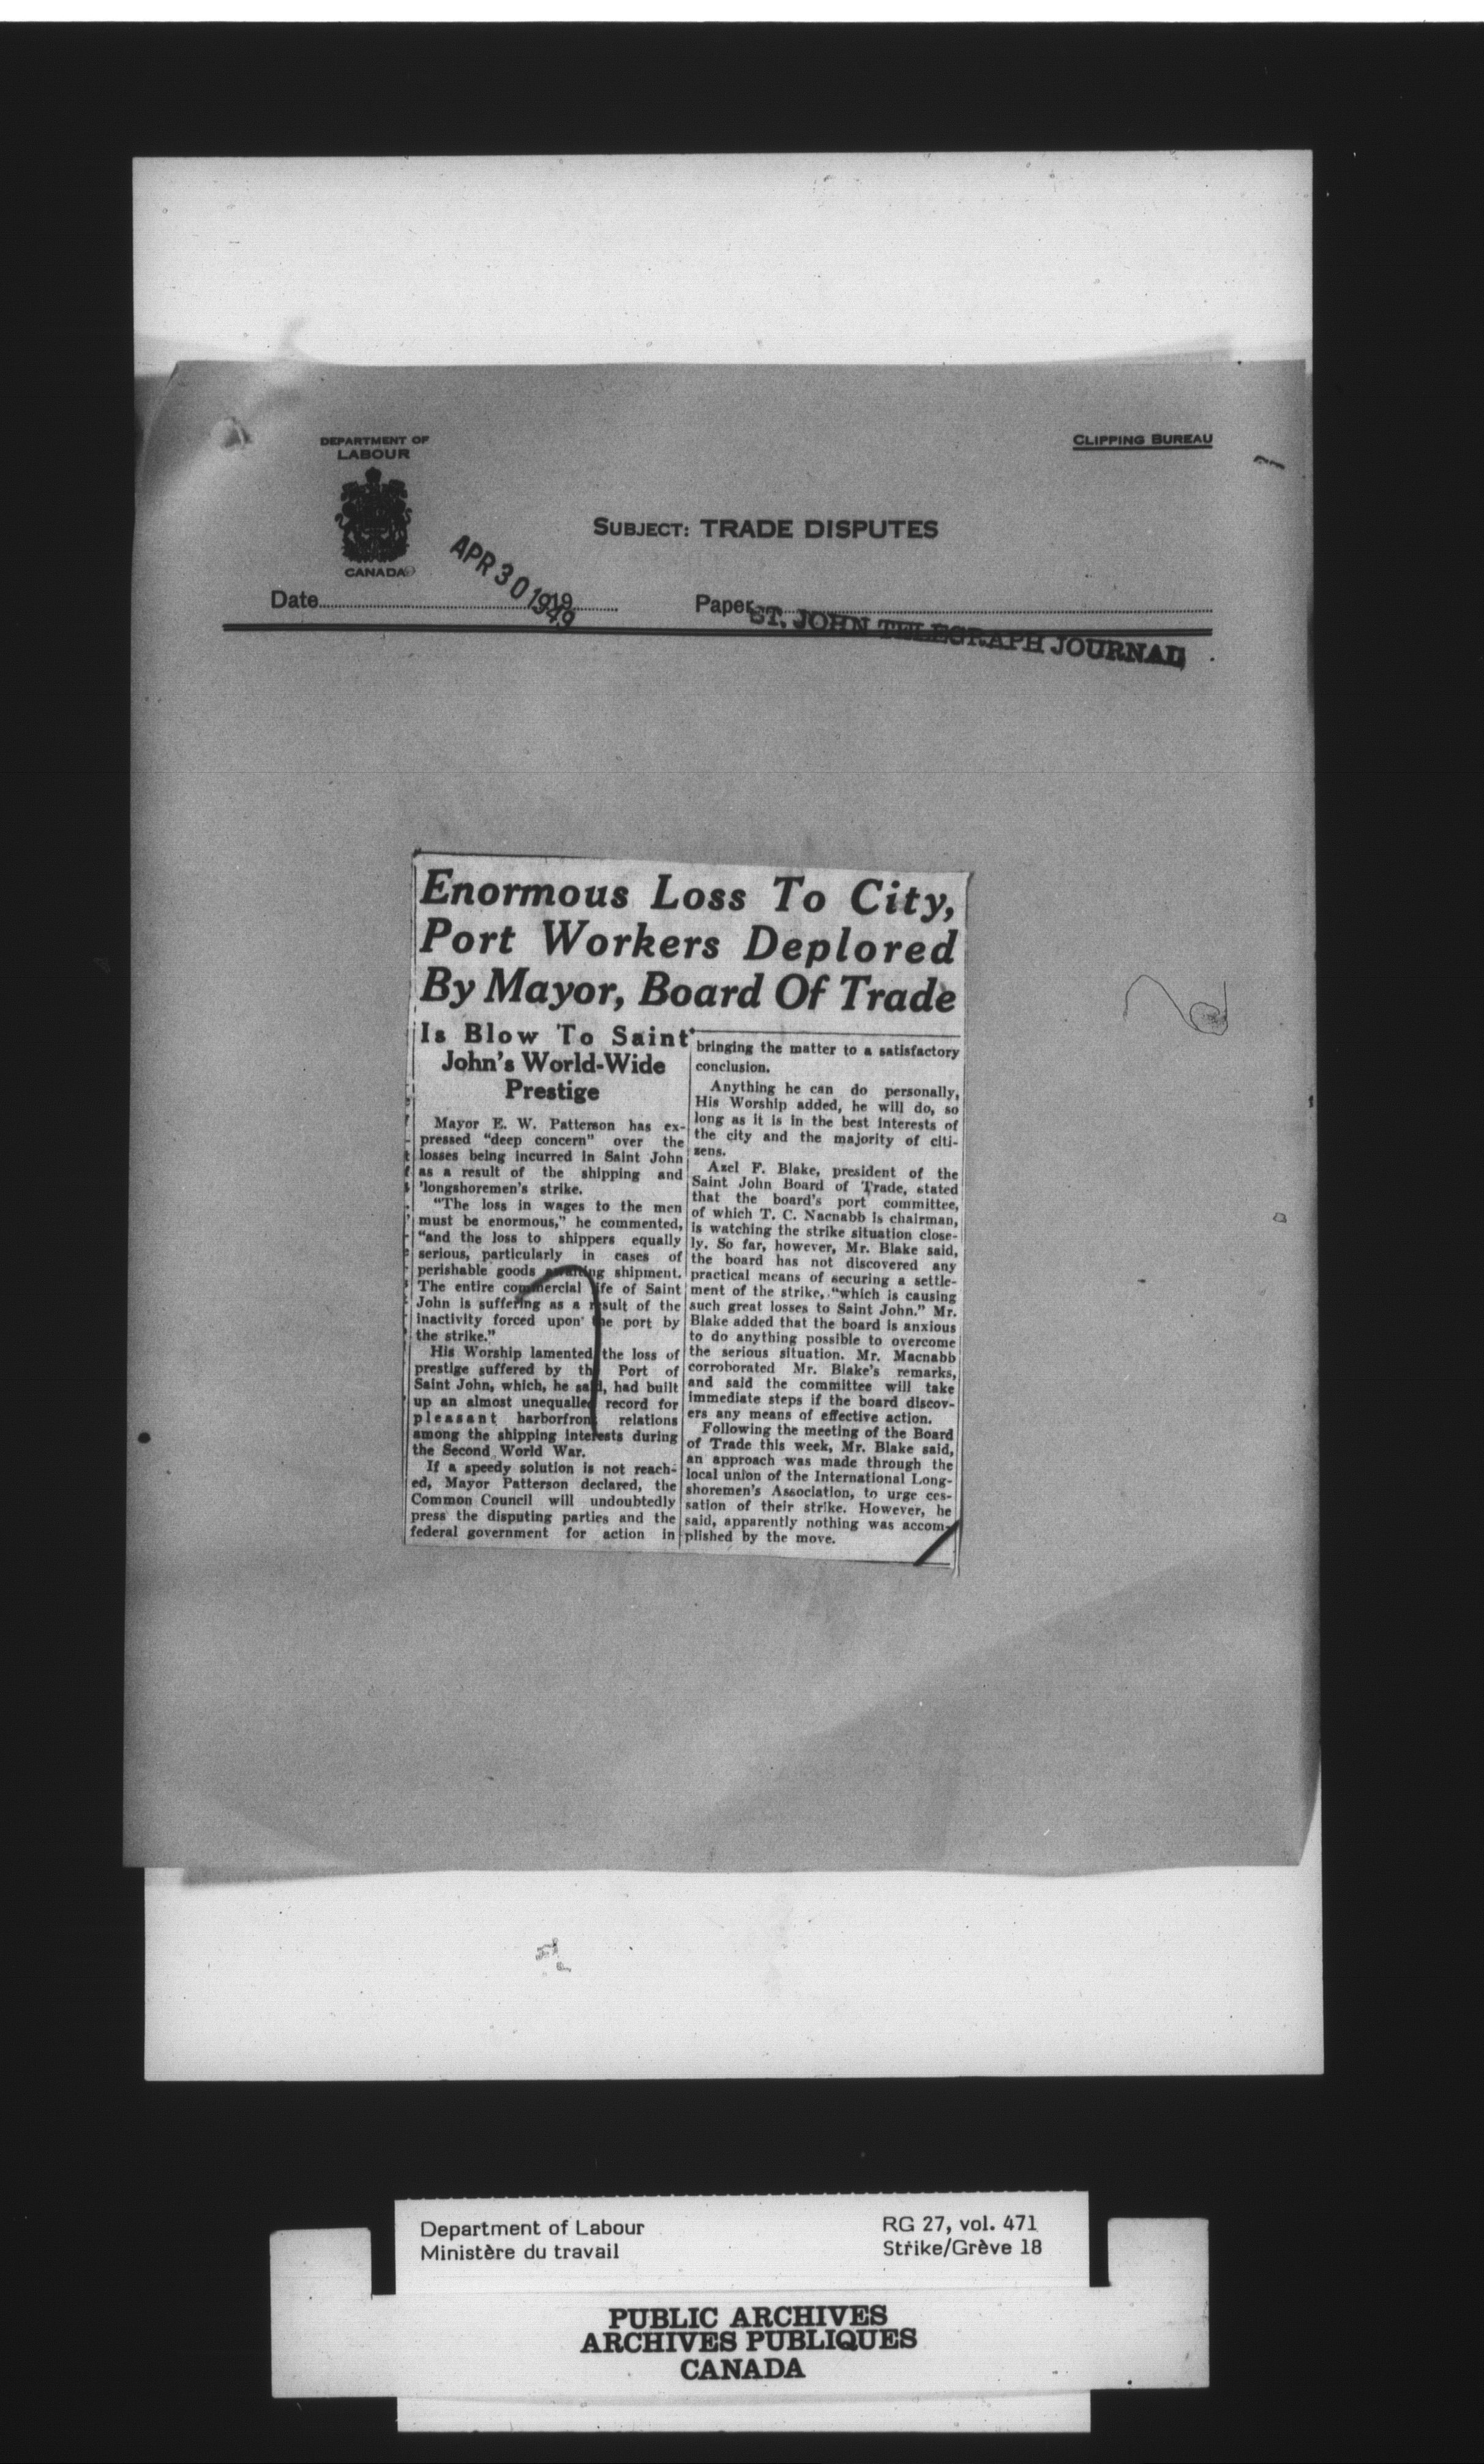 DEPARTMENT OF
LABOUR
CANADA
CLIPPING BUREAU
SUBJECT: TRADE DISPUTES
APR 30 1949
Date 19
Paper
ST. JOHN TELEGRAPH JOURNAL
Enormous Loss To City,
Port Workers Deplored
By Mayor, Board Of Trade
Is Blow To Saint
John's World-Wide
Prestige
Mayor E. W. Patterson has ex-
pressed "deep concern" over the
losses being incurred in Saint John
as a result of the shipping and
'longshoremen's strike.
"The loss in wages to the men
must be enormous," he commented,
"and the loss to shippers equally
serious, particularly in cases of
perishable goods awaiting shipment.
The entire commercial life of Saint
John is suffering as a result of the
inactivity forced upon the port by
the strike."
His Worship lamented the loss of
prestige suffered by the Port of
Saint John, which, he said, had built
up an almost unequalled record for
pleasant harborfront relations
among the shipping interests during
the Second World War.
If a speedy solution is not reach-
ed, Mayor Patterson declared, the
Common Council will undoubtedly
press the disputing parties and the
federal government for action in
bringing the matter to a satisfactory
conclusion.
Anything he can do personally,
His Worship added, he will do, so
long as it is in the best interests of
the city and the majority of citi-
zens.
Azel F. Blake, president of the
Saint John Board of Trade, stated
that the board's port committee,
of which T. C. Nacnabb is chairman,
is watching the strike situation close-
ly. So far, however, Mr. Blake said,
the board has not discovered any
practical means of securing a settle-
ment of the strike, "which is causing
such great losses to Saint John." Mr.
Blake added that the board is anxious
to do anything possible to overcome
the serious situation. Mr. Macnabb
corroborated Mr. Blake's remarks,
and said the committee will take
immediate steps if the board discov-
ers any means of effective action.
Following the meeting of the Board
of Trade this week, Mr. Blake said,
an approach was made through the
local union of the International Long-
shoremen's Association, to urge ces-
sation of their strike. However, he
said, apparently nothing was accom-
plished by the move.
Department of Labour
Ministère du travail
RG 27, vol. 471
Strike/Grève 18
PUBLIC ARCHIVES
ARCHIVES PUBLIQUES
CANADA